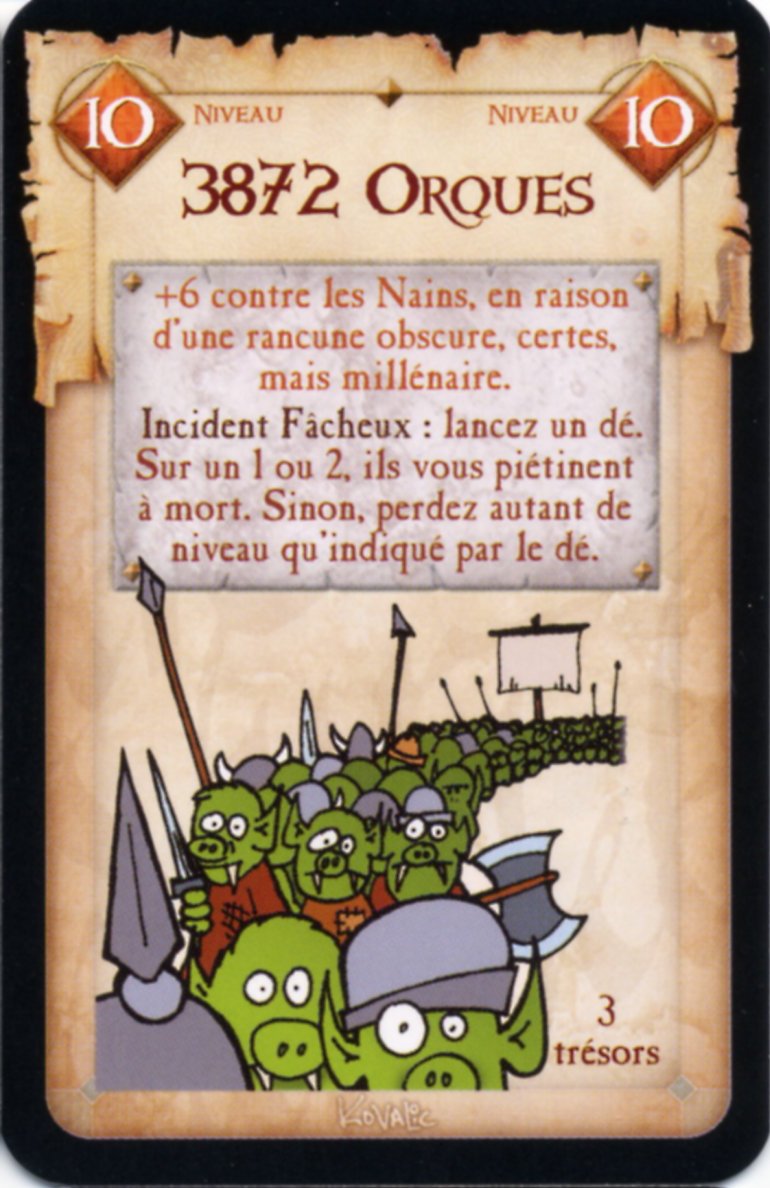 10 NIVEAU NIVEAU 10
3872 ORQUES
+6 contre les Nains, en raison
d'une rancune obscure, certes,
mais millénaire.
Incident Fâcheux : lancez un dé.
Sur un 1 ou 2, ils vous piétinent
à mort. Sinon, perdez autant de
niveau qu'indiqué par le dé.
3
trésors
KOVALIC